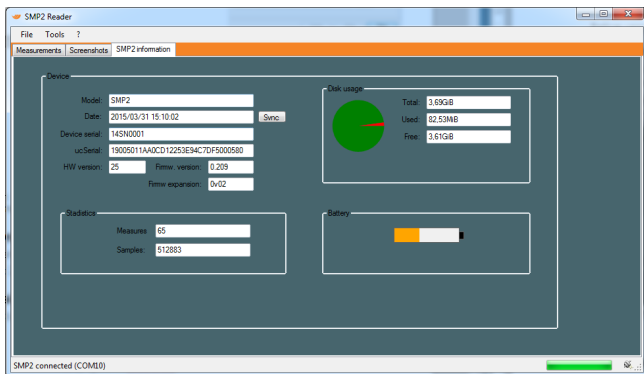 SMP2 Reader
File Tools ?
Measurements Screenshots SMP2 information
Device
Model: SMP2
Date: 2015/03/31 15:10:02 Sync
Device serial: 14SN0001
ucSerial: 19005011AA0CD12253E94C7DF5000580
HW version: 25 Firmw. version: 0.209
Firmw expansion: 0v02
Disk usage
Total: 3,69GiB
Used: 82,53MiB
Free: 3,61GiB
Stadistics
Measures 65
Samples: 512883
Battery
SMP2 connected (COM10)